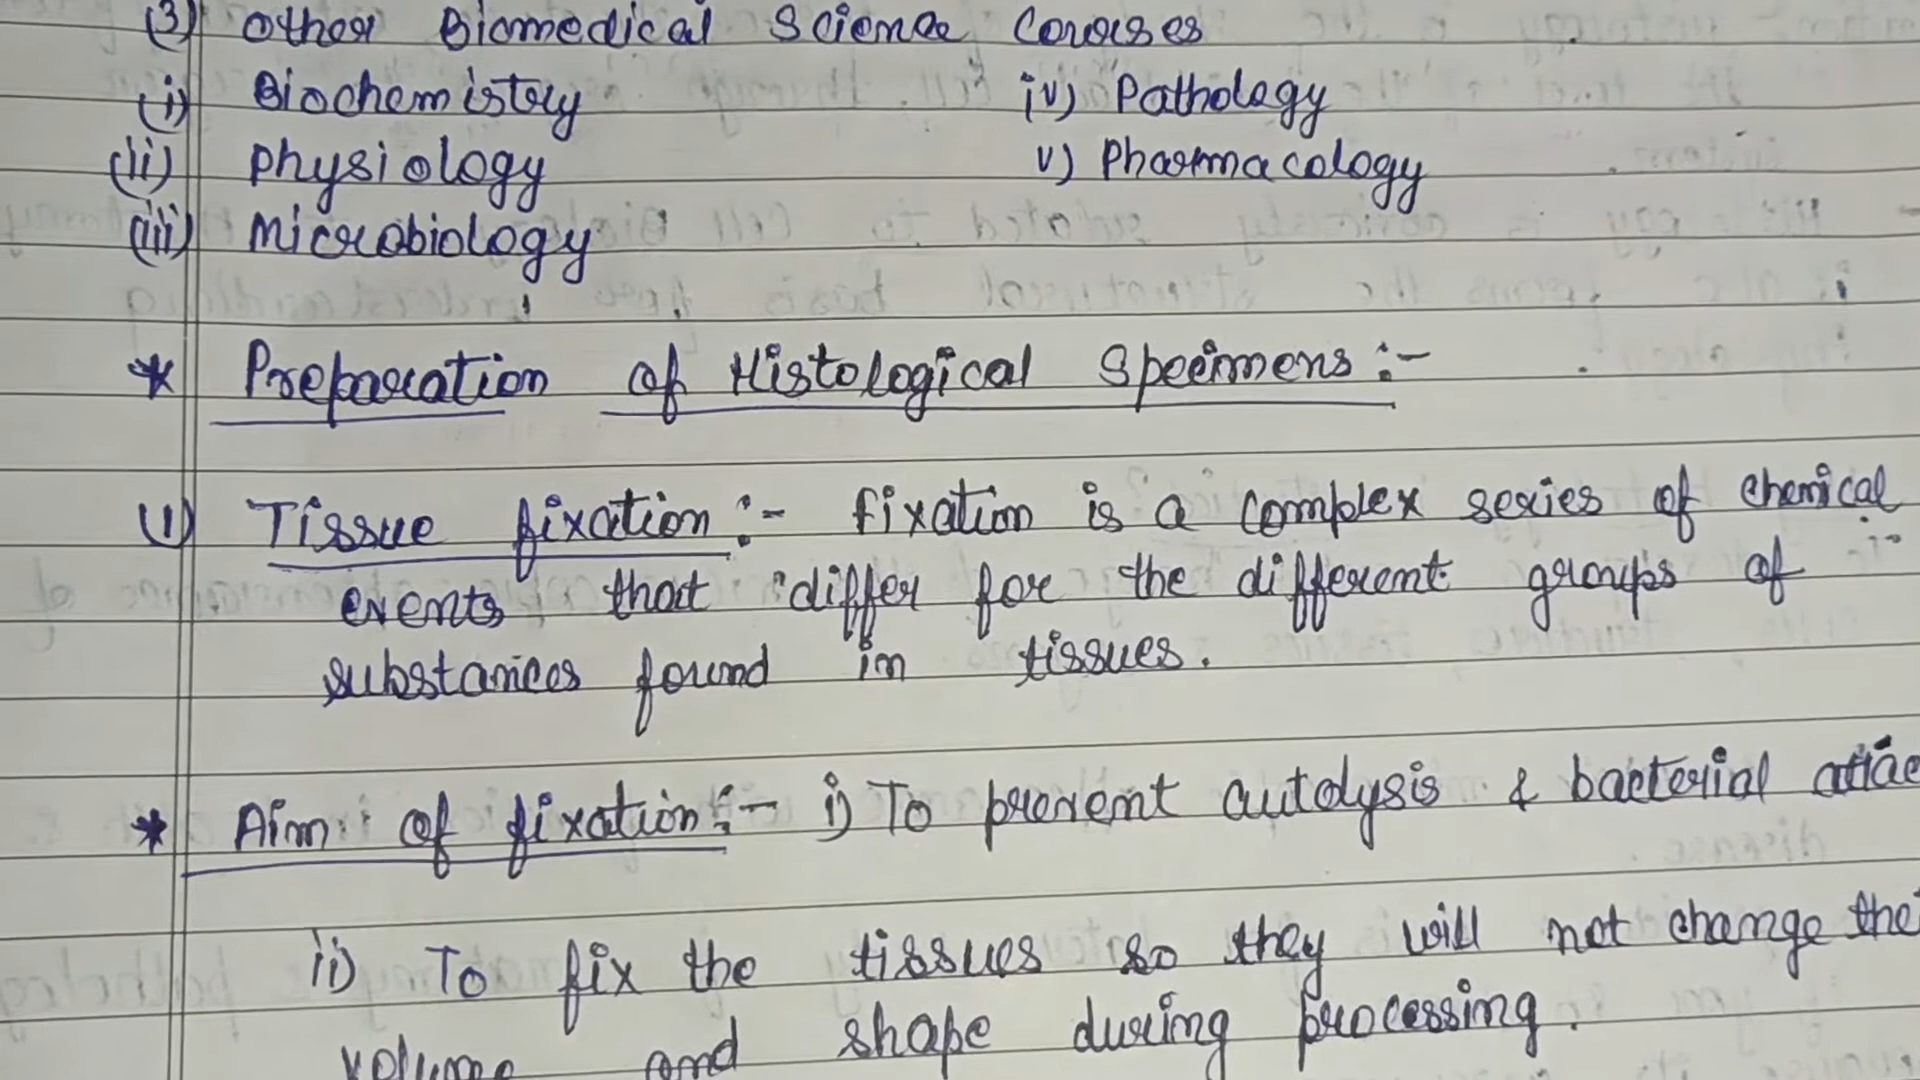 (3) Other Biomedical Science Courses
(i) Biochemistry iv) Pathology
(ii) Physiology v) Pharmacology
(iii) Microbiology
* Preparation of Histological Specimens :-
(1) Tissue fixation :- fixation is a complex series of chemical
events that differ for the different groups of
substances found in tissues.
* Aim of fixation :- i) To prevent autolysis & bacterial attac
ii) To fix the tissues so they will not change the
volume and shape during processing.